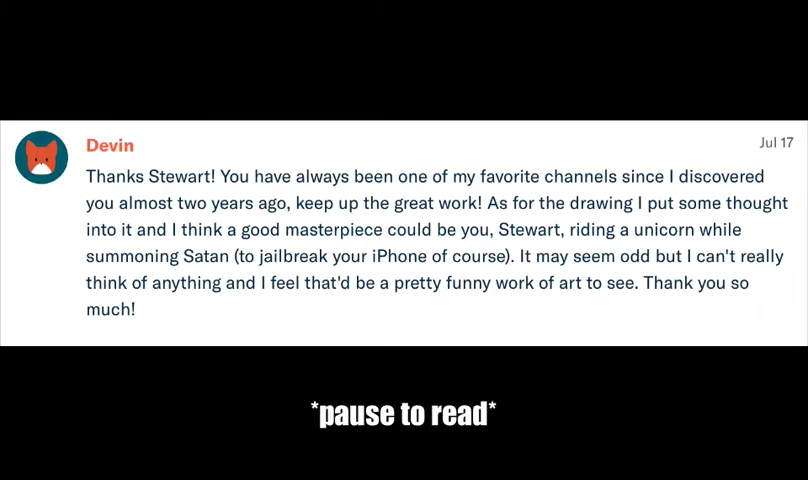 Devin
Jul 17
Thanks Stewart! You have always been one of my favorite channels since I discovered
you almost two years ago, keep up the great work! As for the drawing I put some thought
into it and I think a good masterpiece could be you, Stewart, riding a unicorn while
summoning Satan (to jailbreak your iPhone of course). It may seem odd but I can't really
think of anything and I feel that'd be a pretty funny work of art to see. Thank you so
much!
*pause to read*